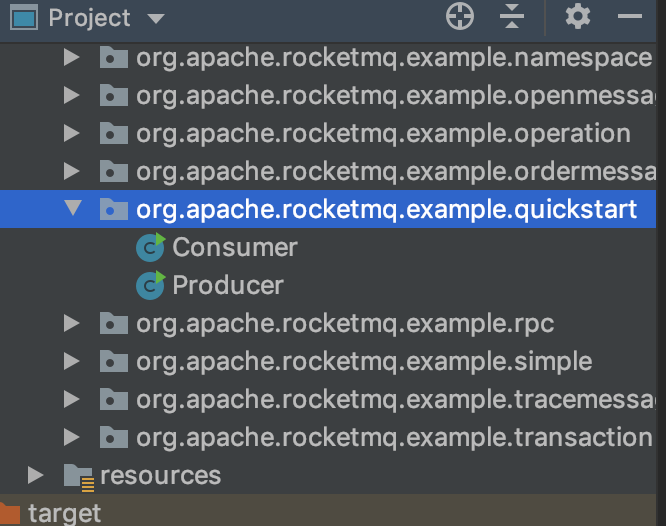 Project
org.apache.rocketmq.example.namespace
org.apache.rocketmq.example.openmessa
org.apache.rocketmq.example.operation
org.apache.rocketmq.example.ordermessa
org.apache.rocketmq.example.quickstart
C Consumer
C Producer
org.apache.rocketmq.example.rpc
org.apache.rocketmq.example.simple
org.apache.rocketmq.example.tracemessa
org.apache.rocketmq.example.transaction
resources
target